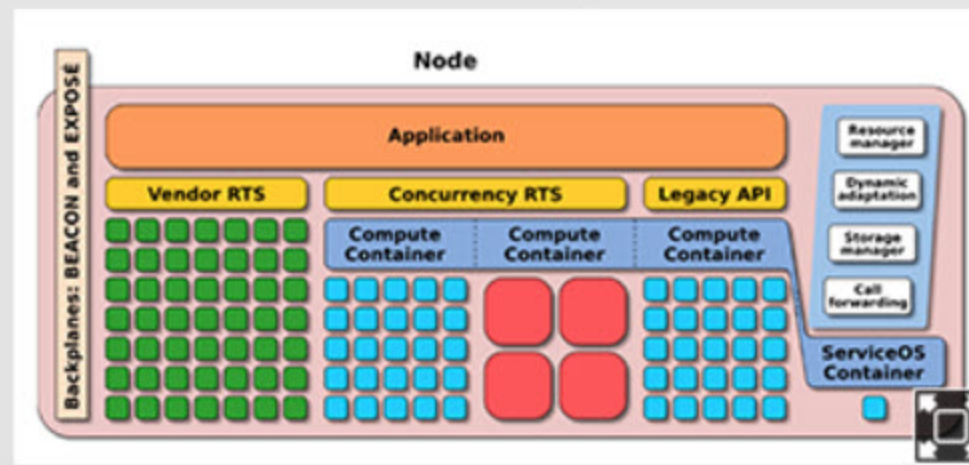 Node
Backplanes: BEACON and EXPOSÉ
Application
Vendor RTS
Concurrency RTS
Legacy API
Compute
Container
Compute
Container
Compute
Container
Resource
manager
Dynamic
adaptation
Storage
manager
Call
forwarding
ServiceOS
Container